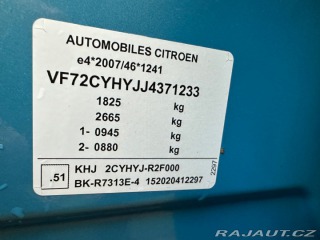 AUTOMOBILES CITROEN
e4*2007/46*1241
VF72CYHYJJ4371233
1825 kg
2665 kg
1- 0945 kg
2- 0880 kg
.51 KHJ 2CYHYJ-R2F000
BK-R7313E-4 152020412297
2297
RAJAUT.CZ